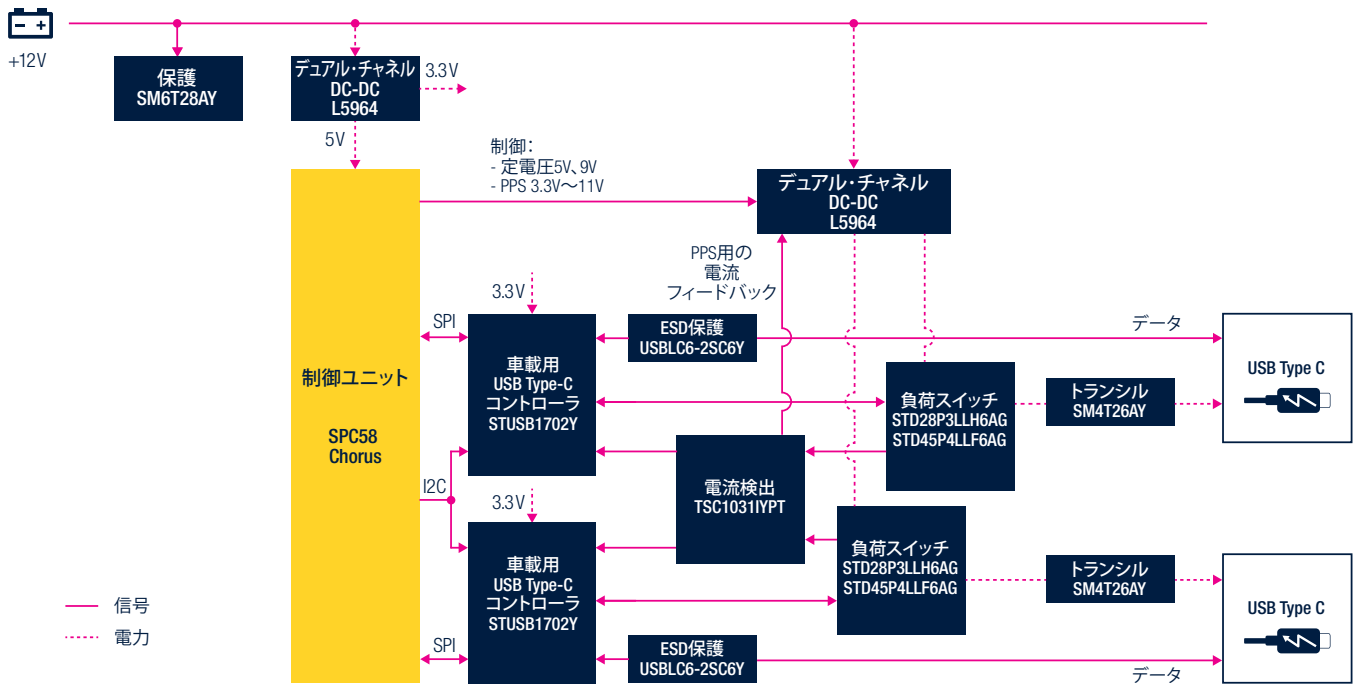 +12V
保護
SM6T28AY
デュアル・チャネル
DC-DC
L5964
3.3V
5V
制御：
- 定電圧5V、9V
- PPS 3.3V～11V
デュアル・チャネル
DC-DC
L5964
PPS用の
電流
フィードバック
制御ユニット
SPC58
Chorus
SPI
3.3V
車載用
USB Type-C
コントローラ
STUSB1702Y
ESD保護
USBLC6-2SC6Y
データ
USB Type C
負荷スイッチ
STD28P3LLH6AG
STD45P4LLF6AG
トランシル
SM4T26AY
I2C
電流検出
TSC1031IYPT
3.3V
車載用
USB Type-C
コントローラ
STUSB1702Y
負荷スイッチ
STD28P3LLH6AG
STD45P4LLF6AG
トランシル
SM4T26AY
USB Type C
SPI
ESD保護
USBLC6-2SC6Y
データ
信号
電力